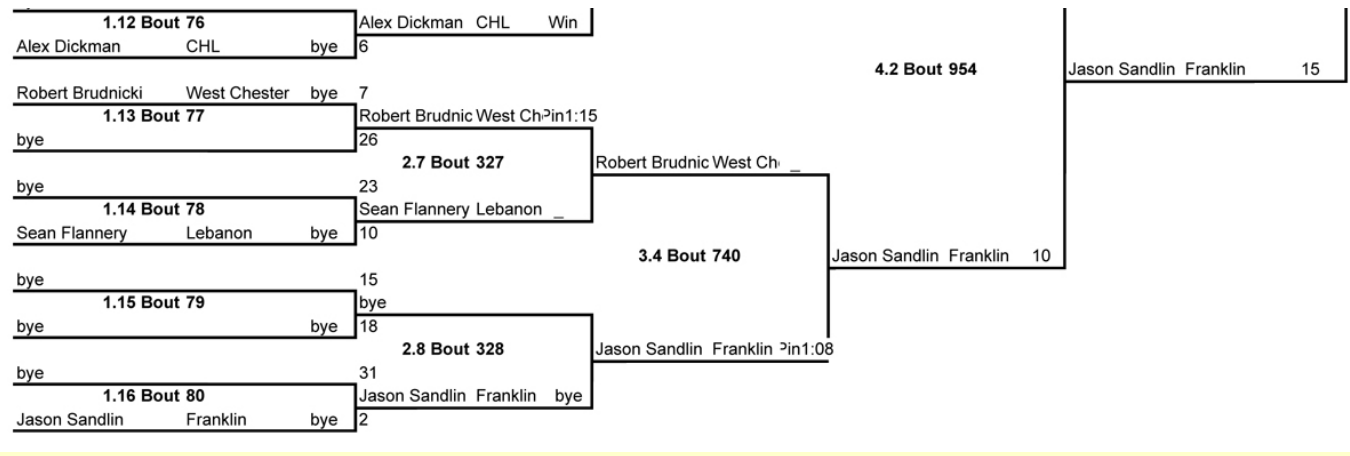 1.12 Bout 76 Alex Dickman CHL Win
Alex Dickman CHL bye 6
4.2 Bout 954 Jason Sandlin Franklin 15
Robert Brudnicki West Chester bye 7
1.13 Bout 77 Robert Brudnic West Ch Pin1:15
bye 26
2.7 Bout 327 Robert Brudnic West Ch _
bye 23
1.14 Bout 78 Sean Flannery Lebanon _
Sean Flannery Lebanon bye 10
3.4 Bout 740 Jason Sandlin Franklin 10
bye 15
1.15 Bout 79 bye
bye bye 18
2.8 Bout 328 Jason Sandlin Franklin Pin1:08
bye 31
1.16 Bout 80 Jason Sandlin Franklin bye
Jason Sandlin Franklin bye 2